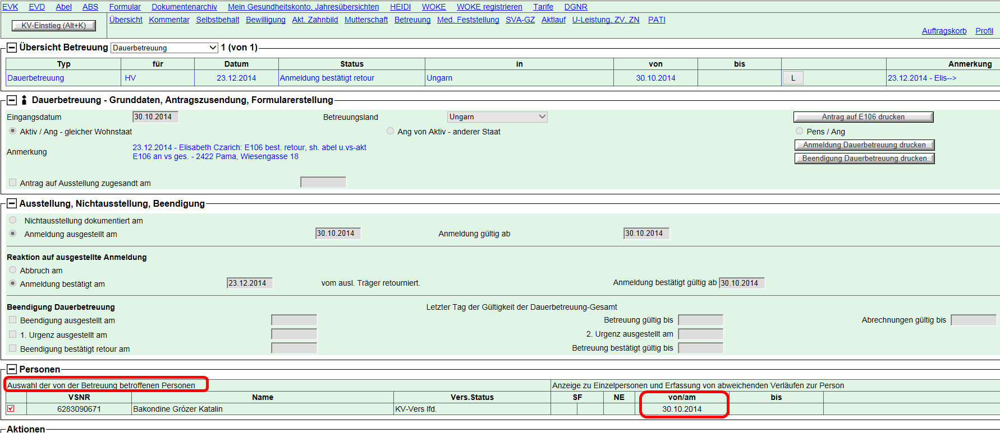 EVK EVD Abel ABS Formular Dokumentenarchiv Mein Gesundheitskonto, Jahresübersichten HEIDI WOKE WOKE registrieren Tarife DGNR
KV-Einstieg (Alt+K) Übersicht Kommentar Selbstbehalt Bewilligung Akt. Zahnbild Mutterschaft Betreuung Med. Feststellung SVA-GZ Aktlauf U-Leistung, ZV, ZN PATI
Auftragskorb Profil
Übersicht Betreuung Dauerbetreuung 1 (von 1)
Typ für Datum Status in von bis Anmerkung
Dauerbetreuung HV 23.12.2014 Anmeldung bestätigt retour Ungarn 30.10.2014 L 23.12.2014 - Elis-->
Dauerbetreuung - Grunddaten, Antragszusendung, Formularerstellung
Eingangsdatum 30.10.2014 Betreuungsland Ungarn Antrag auf E106 drucken
Aktiv / Ang - gleicher Wohnstaat Ang von Aktiv - anderer Staat Pens / Ang
Anmerkung 23.12.2014 - Elisabeth Czarich: E106 best. retour, sh. abel u.vs-akt Anmeldung Dauerbetreuung drucken
E106 an vs ges. - 2422 Pama, Wiesengasse 18 Beendigung Dauerbetreuung drucken
Antrag auf Ausstellung zugesandt am
Ausstellung, Nichtausstellung, Beendigung
Nichtausstellung dokumentiert am
Anmeldung ausgestellt am 30.10.2014 Anmeldung gültig ab 30.10.2014
Reaktion auf ausgestellte Anmeldung
Abbruch am
Anmeldung bestätigt am 23.12.2014 vom ausl. Träger retourniert. Anmeldung bestätigt gültig ab 30.10.2014
Beendigung Dauerbetreuung Letzter Tag der Gültigkeit der Dauerbetreuung-Gesamt
Beendigung ausgestellt am Betreuung gültig bis Abrechnungen gültig bis
1. Urgenz ausgestellt am 2. Urgenz ausgestellt am
Beendigung bestätigt retour am Betreuung bestätigt gültig bis
Personen
Auswahl der von der Betreuung betroffenen Personen Anzeige zu Einzelpersonen und Erfassung von abweichenden Verläufen zur Person
VSNR Name Vers.Status SF NE von/am bis
6283090671 Bakondine Grózer Katalin KV-Vers lfd. 30.10.2014
Aktionen